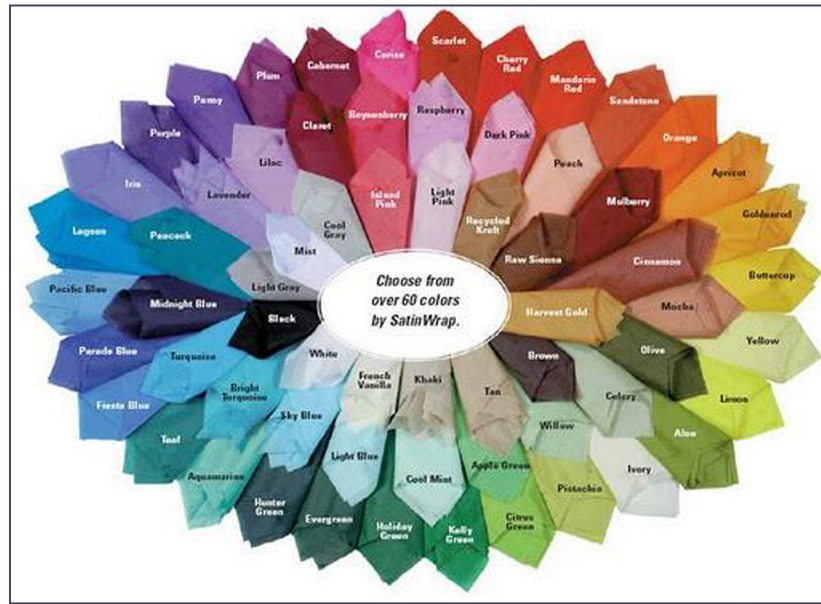 Scarlet
Cerise
Cabernet
Plum
Pansy
Purple
Iris
Lagoon
Pacific Blue
Parade Blue
Fiesta Blue
Teal
Aquamarine
Hunter
Green
Evergreen
Holiday
Green
Kelly
Green
Citrus
Green
Pistachio
Ivory
Aloe
Limon
Yellow
Buttercup
Goldenrod
Apricot
Orange
Sandstone
Mandarin
Red
Cherry
Red
Claret
Boysenberry
Raspberry
Dark Pink
Peach
Mulberry
Cinnamon
Mocha
Olive
Celery
Willow
Apple Green
Cool Mint
Light Blue
Sky Blue
Bright
Turquoise
Turquoise
Midnight Blue
Peacock
Lavender
Lilac
Cool
Gray
Island
Pink
Light
Pink
Recycled
Kraft
Raw Sienna
Harvest Gold
Brown
Tan
Khaki
French
Vanilla
White
Black
Light Gray
Mist
Choose from
over 60 colors
by SatinWrap.